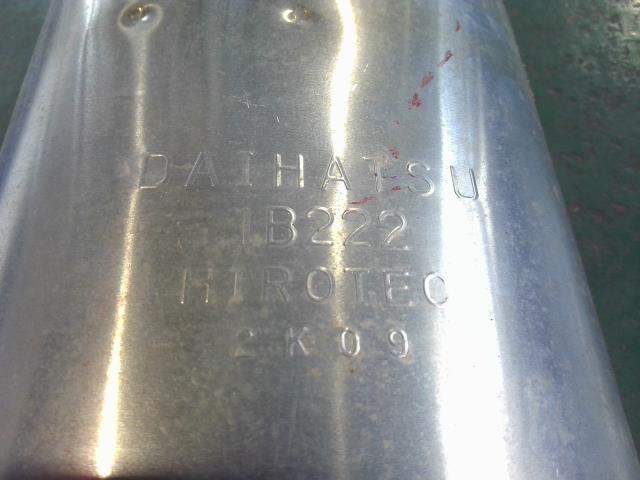 DAIHATSU
1B222
HIROTEC
2K09